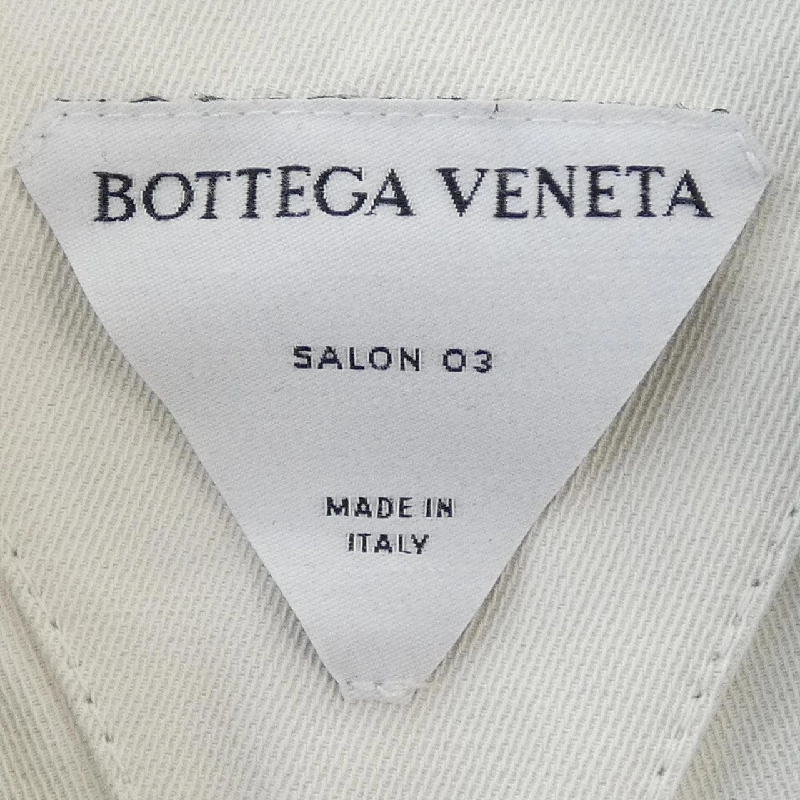 BOTTEGA VENETA
SALON 03
MADE IN
ITALY